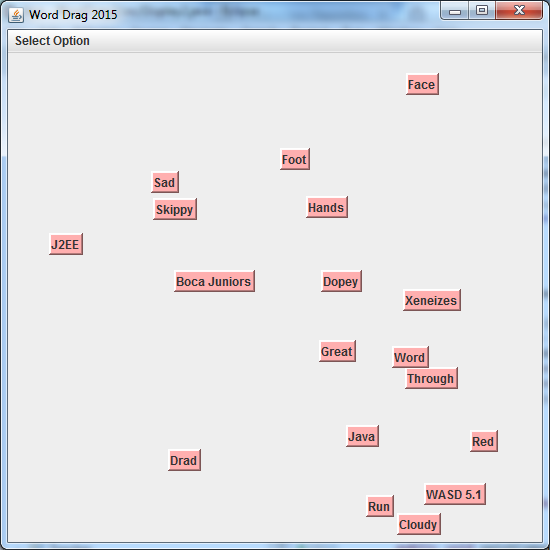 Word Drag 2015
Select Option
Face
Foot
Sad
Skippy
Hands
J2EE
Boca Juniors
Dopey
Xeneizes
Great
Word
Through
Java
Red
Drad
WASD 5.1
Run
Cloudy